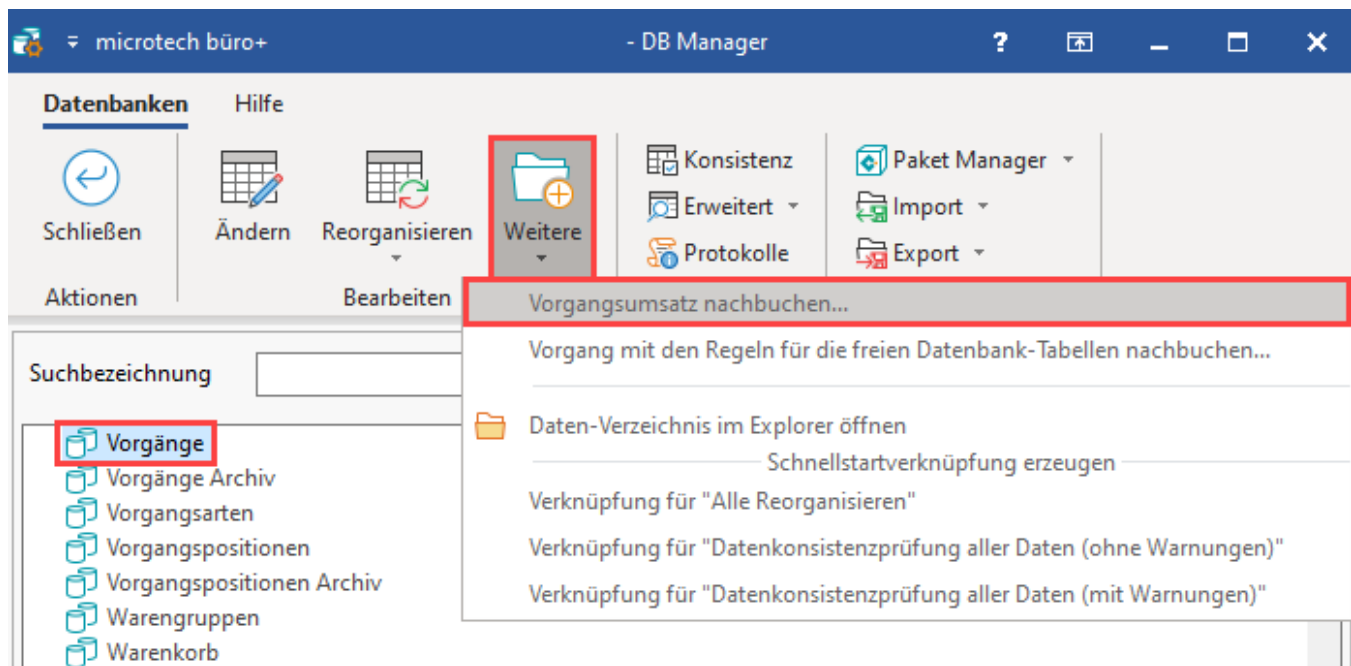 microtech büro+ - DB Manager ?
Datenbanken Hilfe
Schließen
Ändern
Reorganisieren
Weitere
Konsistenz
Erweitert
Protokolle
Paket Manager
Import
Export
Aktionen
Bearbeiten
Vorgangsumsatz nachbuchen...
Vorgang mit den Regeln für die freien Datenbank-Tabellen nachbuchen...
Daten-Verzeichnis im Explorer öffnen
Schnellstartverknüpfung erzeugen
Verknüpfung für "Alle Reorganisieren"
Verknüpfung für "Datenkonsistenzprüfung aller Daten (ohne Warnungen)"
Verknüpfung für "Datenkonsistenzprüfung aller Daten (mit Warnungen)"
Suchbezeichnung
Vorgänge
Vorgänge Archiv
Vorgangsarten
Vorgangspositionen
Vorgangspositionen Archiv
Warengruppen
Warenkorb